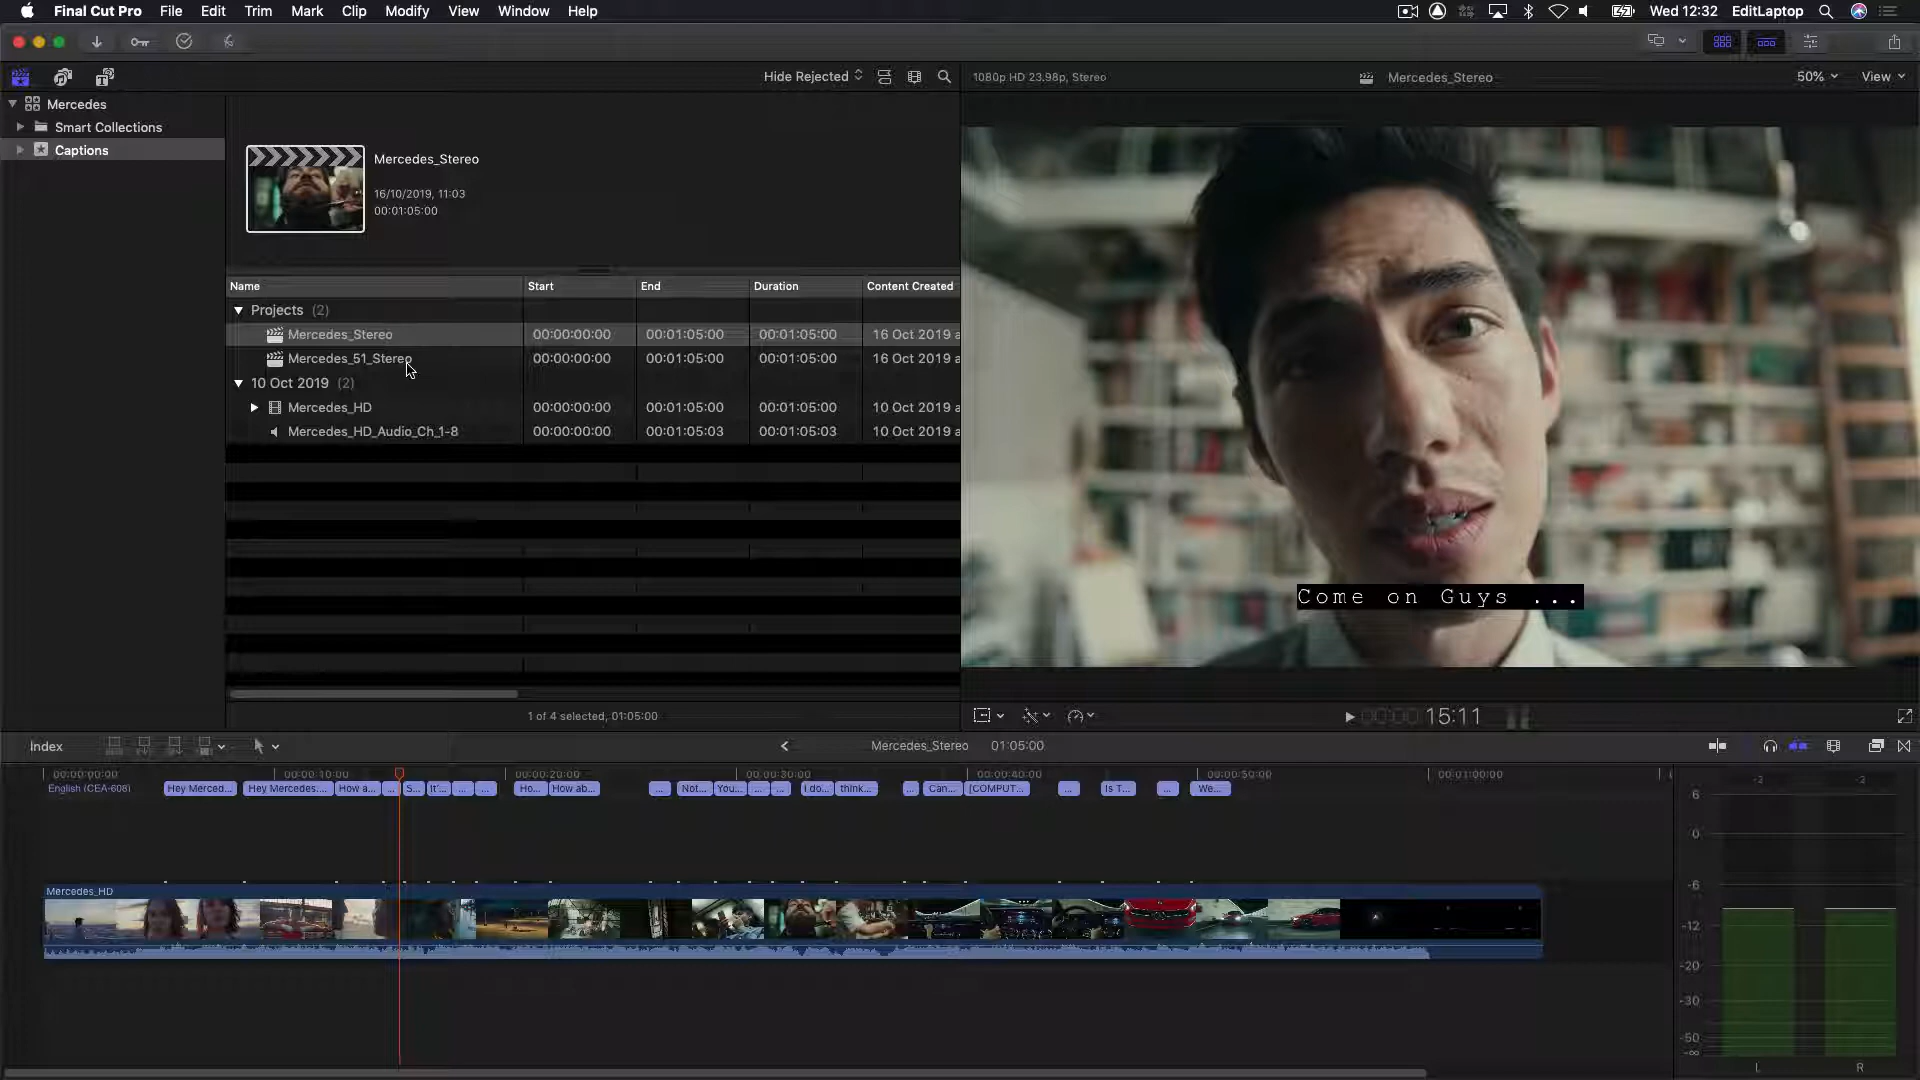 Final Cut Pro File Edit Trim Mark Clip Modify View Window Help
Wed 12:32 EditLaptop
Hide Rejected
1080p HD 23.98p, Stereo
Mercedes_Stereo
50%
View
Mercedes
Smart Collections
Captions
Mercedes_Stereo
16/10/2019, 11:03
00:01:05:00
Name Start End Duration Content Created
Projects (2)
Mercedes_Stereo 00:00:00:00 00:01:05:00 00:01:05:00 16 Oct 2019 a
Mercedes_51_Stereo 00:00:00:00 00:01:05:00 00:01:05:00 16 Oct 2019 a
10 Oct 2019 (2)
Mercedes_HD 00:00:00:00 00:01:05:00 00:01:05:00 10 Oct 2019 a
Mercedes_HD_Audio_Ch_1-8 00:00:00:00 00:01:05:03 00:01:05:03 10 Oct 2019 a
Come on Guys ...
1 of 4 selected, 01:05:00
00:00:15:11
Index
Mercedes_Stereo 01:05:00
00:00:00:00 00:00:10:00 00:00:20:00 00:00:30:00 00:00:40:00 00:00:50:00 00:01:00:00
English (CEA-608) Hey Merced... Hey Mercedes.... How a... ... S... It'... ... ... Ho... How ab... ... Not... You... ... ... I do... think... ... Can... [COMPUT... ... Is T... ... We...
Mercedes_HD
-2 -2
6
0
-6
-12
-20
-30
-50
-∞
L R